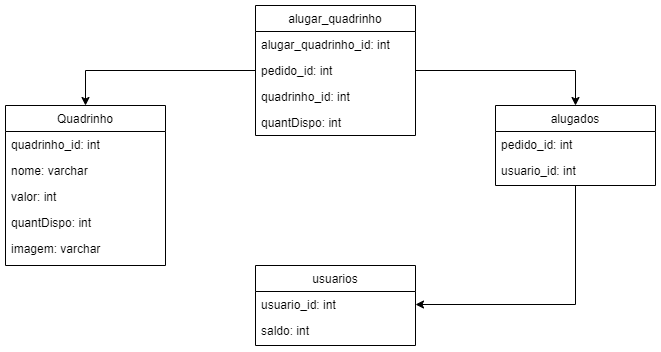 alugar_quadrinho
alugar_quadrinho_id: int
pedido_id: int
quadrinho_id: int
quantDispo: int
Quadrinho
quadrinho_id: int
nome: varchar
valor: int
quantDispo: int
imagem: varchar
alugados
pedido_id: int
usuario_id: int
usuarios
usuario_id: int
saldo: int